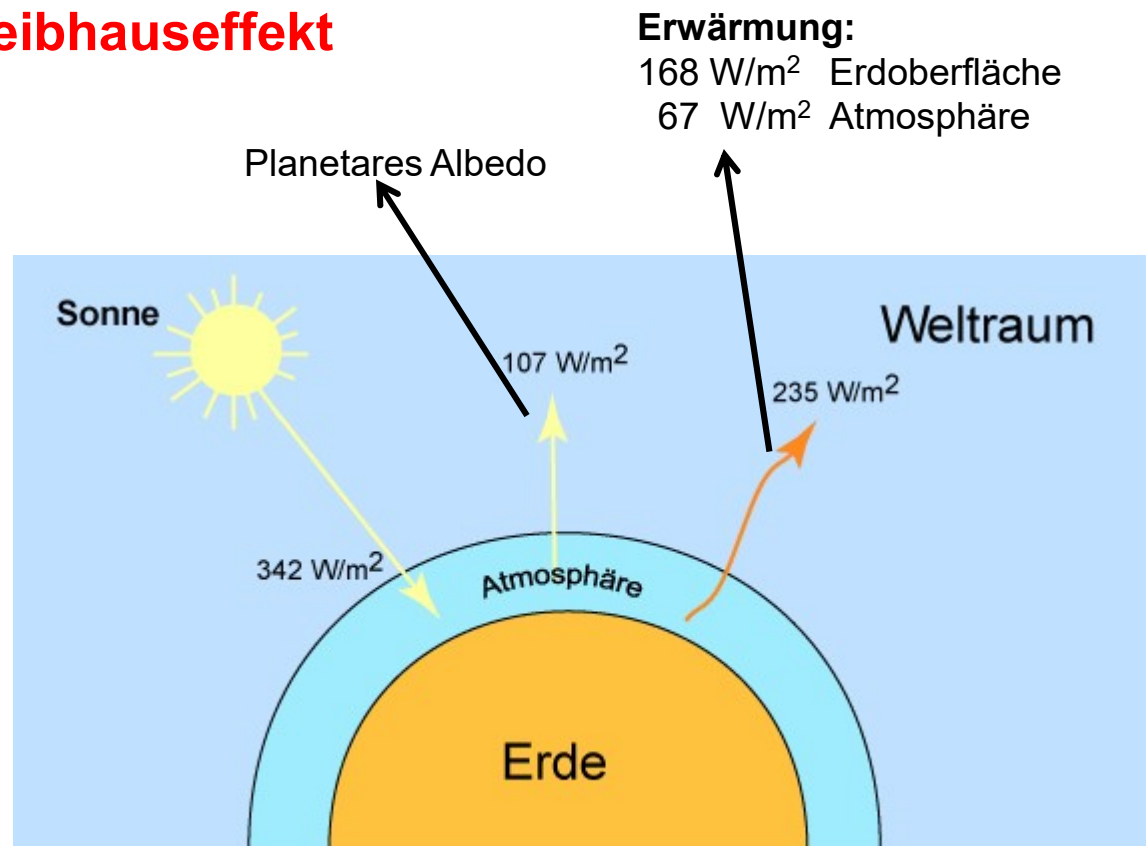 eibhauseffekt
Erwärmung:
168 W/m² Erdoberfläche
67 W/m² Atmosphäre
Planetares Albedo
Sonne
Weltraum
107 W/m²
235 W/m²
342 W/m²
Atmosphäre
Erde